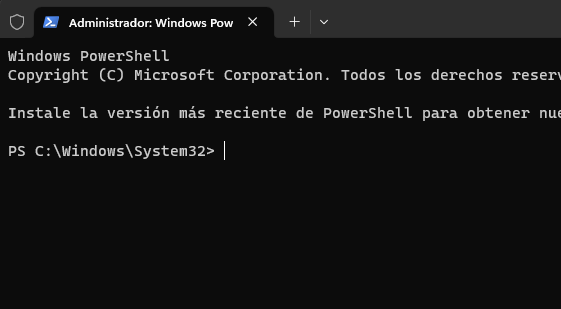 Administrador: Windows Pow
Windows PowerShell
Copyright (C) Microsoft Corporation. Todos los derechos reserv
Instale la versión más reciente de PowerShell para obtener nue
PS C:\Windows\System32>